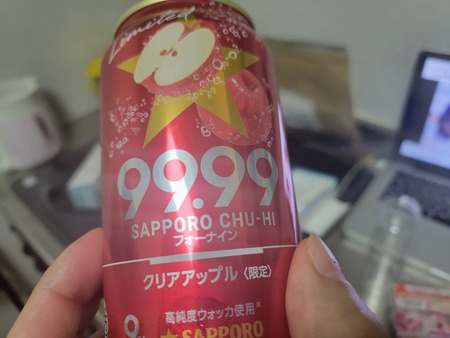 Limited
99.99
SAPPORO CHU-HI
フォーナイン
クリアアップル〈限定〉
高純度ウォッカ使用※
9
SAPPORO